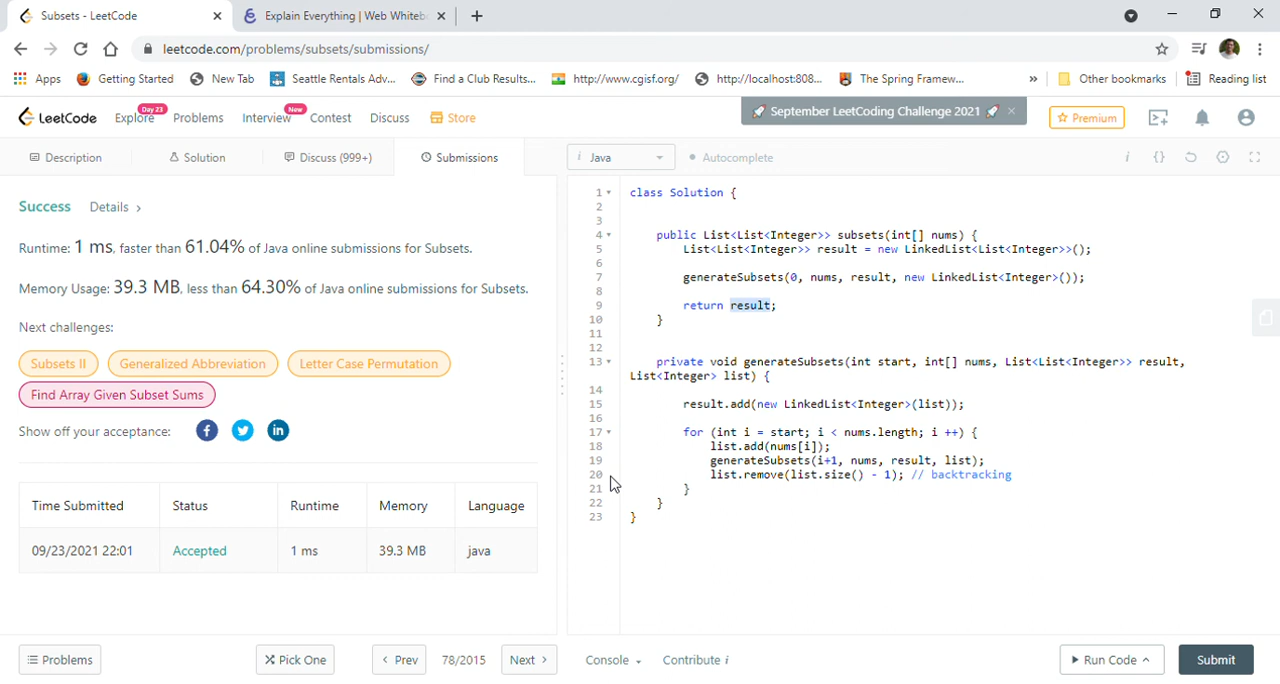 Subsets - LeetCode
Explain Everything | Web Whiteb
leetcode.com/problems/subsets/submissions/
Apps Getting Started New Tab Seattle Rentals Adv... Find a Club Results... http://www.cgisf.org/ http://localhost:808... The Spring Framew... » Other bookmarks Reading list
LeetCode Explore Day 23 Problems Interview New Contest Discuss Store
September LeetCoding Challenge 2021
Premium
Description Solution Discuss (999+) Submissions
i Java Autocomplete
Success Details >
Runtime: 1 ms, faster than 61.04% of Java online submissions for Subsets.
Memory Usage: 39.3 MB, less than 64.30% of Java online submissions for Subsets.
Next challenges:
Subsets II Generalized Abbreviation Letter Case Permutation
Find Array Given Subset Sums
Show off your acceptance:
Time Submitted Status Runtime Memory Language
09/23/2021 22:01 Accepted 1 ms 39.3 MB java
1 class Solution {
2
3
4 public List<List<Integer>> subsets(int[] nums) {
5 List<List<Integer>> result = new LinkedList<List<Integer>>();
6
7 generateSubsets(0, nums, result, new LinkedList<Integer>());
8
9 return result;
10 }
11
12
13 private void generateSubsets(int start, int[] nums, List<List<Integer>> result,
List<Integer> list) {
14
15 result.add(new LinkedList<Integer>(list));
16
17 for (int i = start; i < nums.length; i ++) {
18 list.add(nums[i]);
19 generateSubsets(i+1, nums, result, list);
20 list.remove(list.size() - 1); // backtracking
21 }
22 }
23 }
Problems Pick One < Prev 78/2015 Next > Console Contribute i Run Code Submit